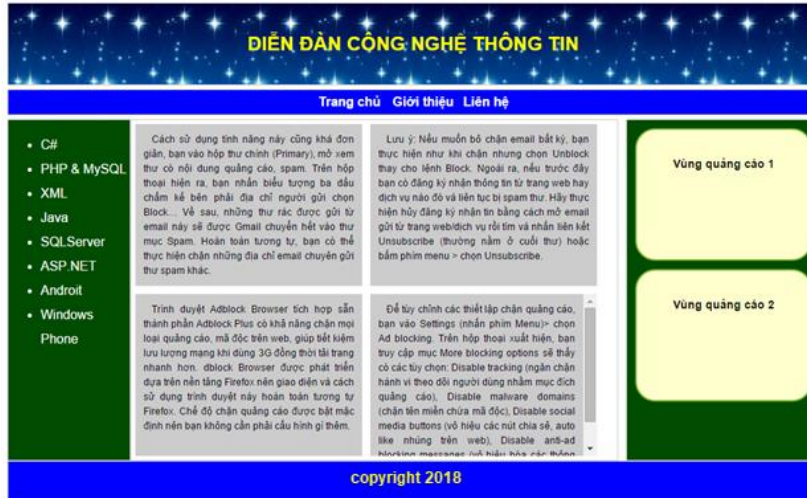 DIỄN ĐÀN CÔNG NGHỆ THÔNG TIN
Trang chủ Giới thiệu Liên hệ
C#
PHP & MySQL
XML
Java
SQLServer
ASP.NET
Androit
Windows
Phone
Cách sử dụng tính năng này cũng khá đơn
giản, bạn vào hộp thư chính (Primary), mở xem
thư có nội dung quảng cáo, spam. Trên hộp
thoại hiện ra, bạn nhấn biểu tượng ba dấu
chấm kế bên phải địa chỉ người gửi chọn
Block... Về sau, những thư rác được gửi từ
email này sẽ được Gmail chuyển hết vào thư
mục Spam. Hoàn toàn tương tự, bạn có thể
thực hiện chặn những địa chỉ email chuyên gửi
thư spam khác.
Lưu ý: Nếu muốn bỏ chặn email bất kỳ, bạn
thực hiện như khi chặn nhưng chọn Unblock
thay cho lệnh Block. Ngoài ra, nếu trước đây
bạn có đăng ký nhận thông tin từ trang web hay
dịch vụ nào đó và liên tục bị spam thư. Hãy thực
hiện hủy đăng ký nhận tin bằng cách mở email
gửi từ trang web/dịch vụ rồi tìm và nhấn liên kết
Unsubscribe (thường nằm ở cuối thư) hoặc
bấm phím menu > chọn Unsubscribe.
Trình duyệt Adblock Browser tích hợp sẵn
thành phần Adblock Plus có khả năng chặn mọi
loại quảng cáo, mã độc trên web, giúp tiết kiệm
lưu lượng mạng khi dùng 3G đồng thời tải trang
nhanh hơn. dblock Browser được phát triển
dựa trên nền tảng Firefox nên giao diện và cách
sử dụng trình duyệt này hoàn toàn tương tự
Firefox. Chế độ chặn quảng cáo được bật mặc
định nên bạn không cần phải cấu hình gì thêm.
Để tùy chỉnh các thiết lập chặn quảng cáo,
bạn vào Settings (nhấn phím Menu)> chọn
Ad blocking. Trên hộp thoại xuất hiện, bạn
truy cập mục More blocking options sẽ thấy
có các tùy chọn: Disable tracking (ngăn chặn
hành vi theo dõi người dùng nhằm mục đích
quảng cáo), Disable malware domains
(chặn tên miền chứa mã độc), Disable social
media buttons (vô hiệu các nút chia sẻ, auto
like nhúng trên web), Disable anti-ad
blocking messages (vô hiệu hóa các thông
Vùng quảng cáo 1
Vùng quảng cáo 2
copyright 2018